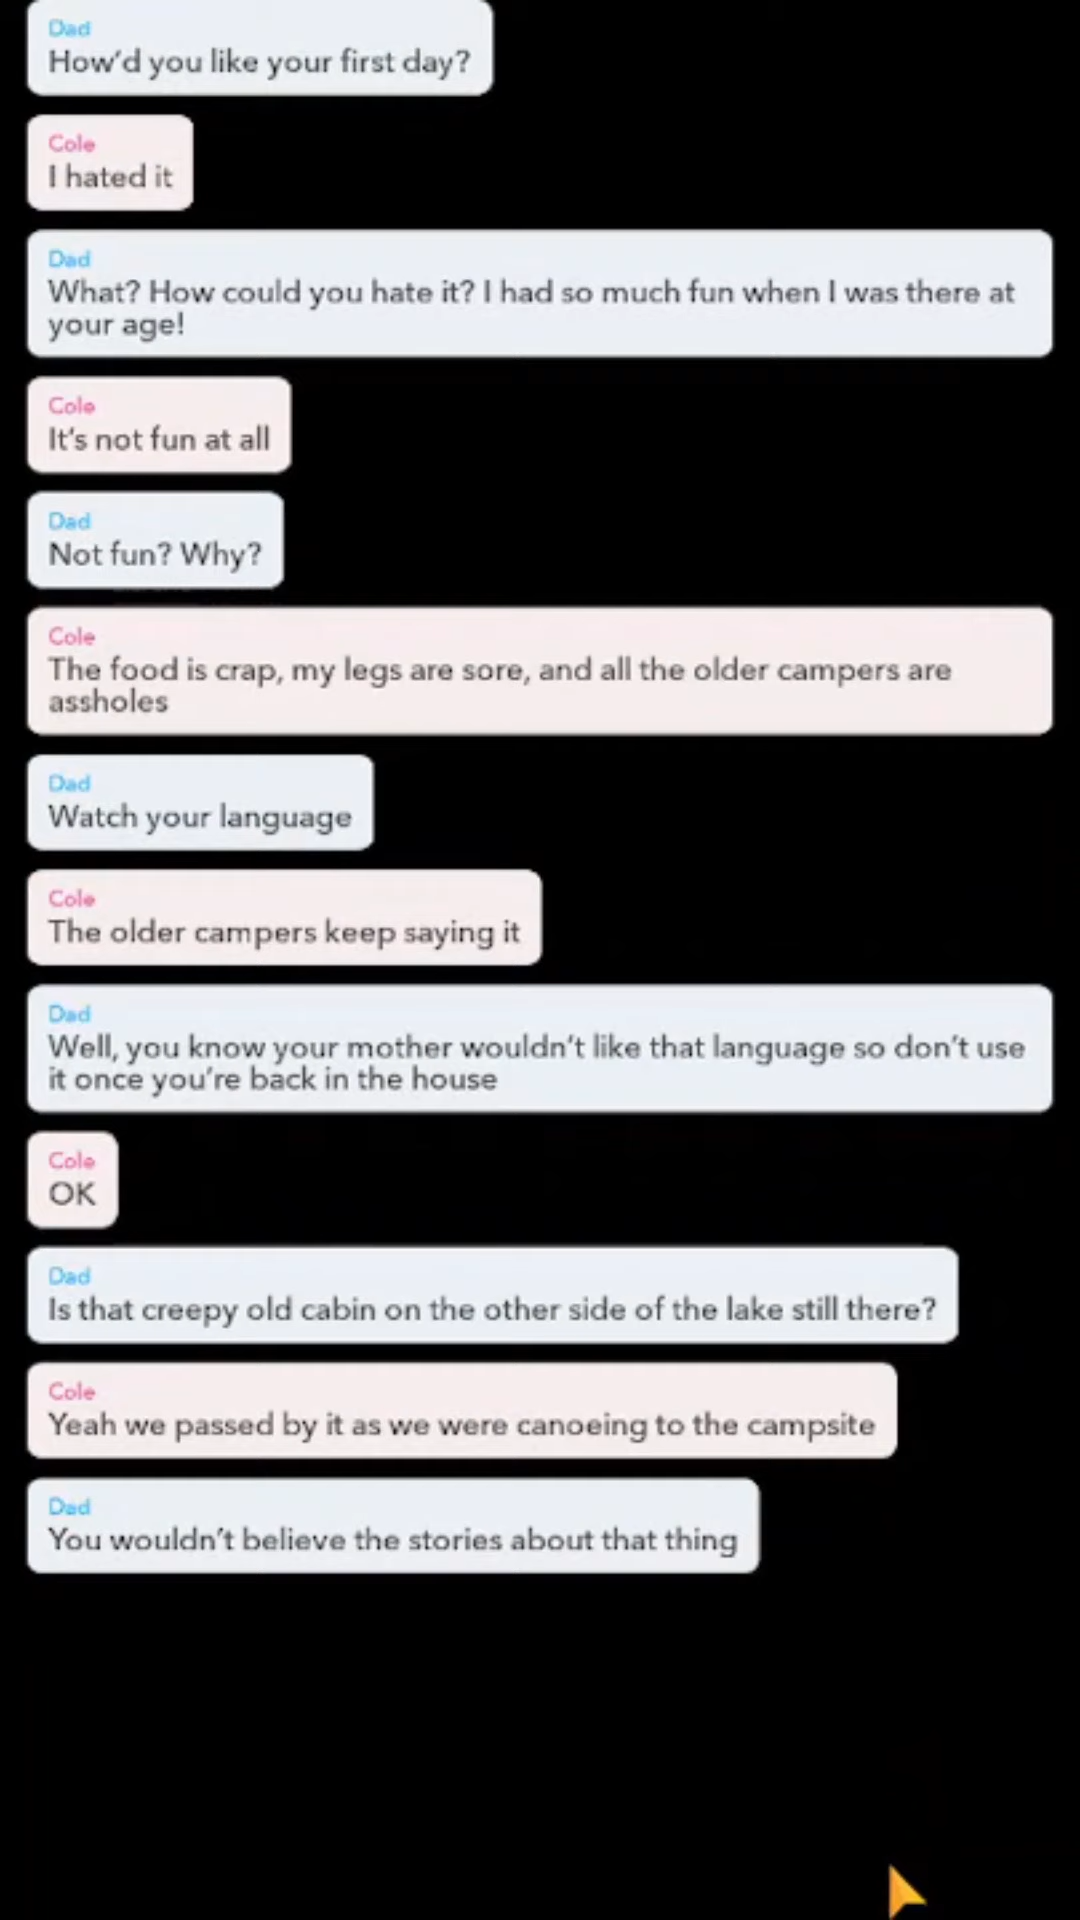 Dad
How’d you like your first day?
Cole
I hated it
Dad
What? How could you hate it? I had so much fun when I was there at
your age!
Cole
It’s not fun at all
Dad
Not fun? Why?
Cole
The food is crap, my legs are sore, and all the older campers are
assholes
Dad
Watch your language
Cole
The older campers keep saying it
Dad
Well, you know your mother wouldn’t like that language so don’t use
it once you’re back in the house
Cole
OK
Dad
Is that creepy old cabin on the other side of the lake still there?
Cole
Yeah we passed by it as we were canoeing to the campsite
Dad
You wouldn’t believe the stories about that thing